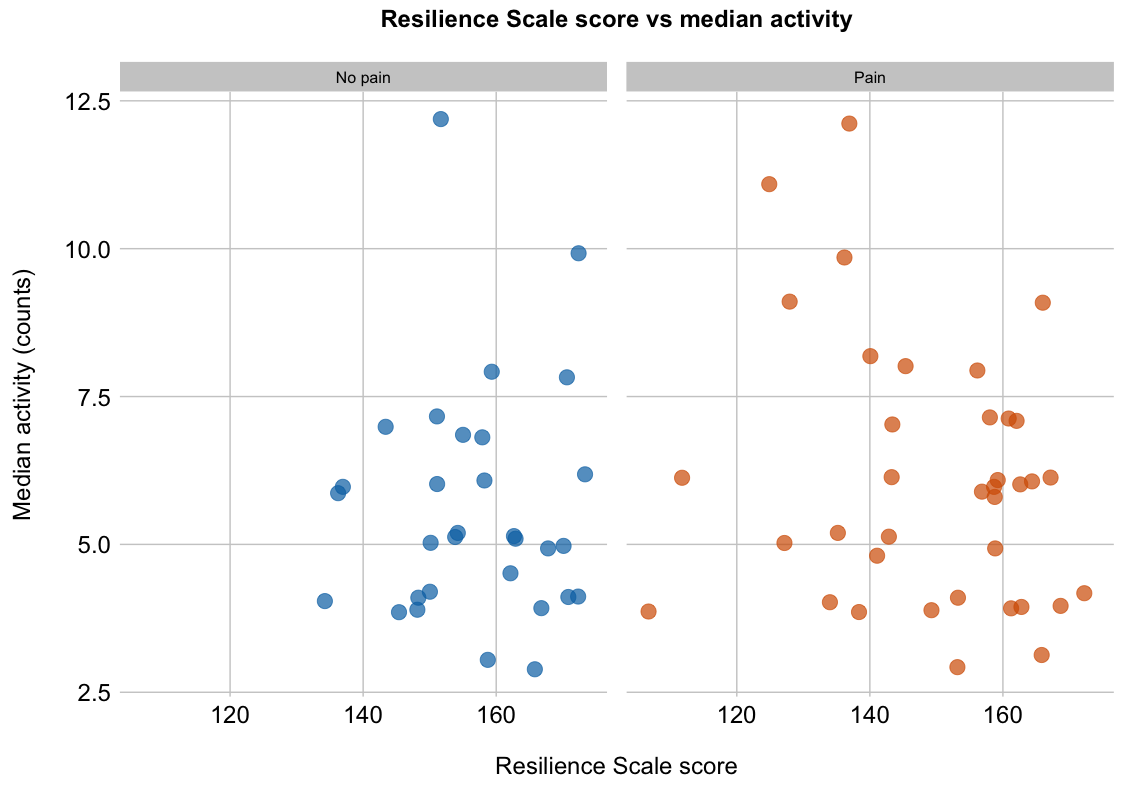 Resilience Scale score vs median activity
No pain
Pain
12.5
10.0
7.5
5.0
2.5
Median activity (counts)
120 140 160
120 140 160
Resilience Scale score